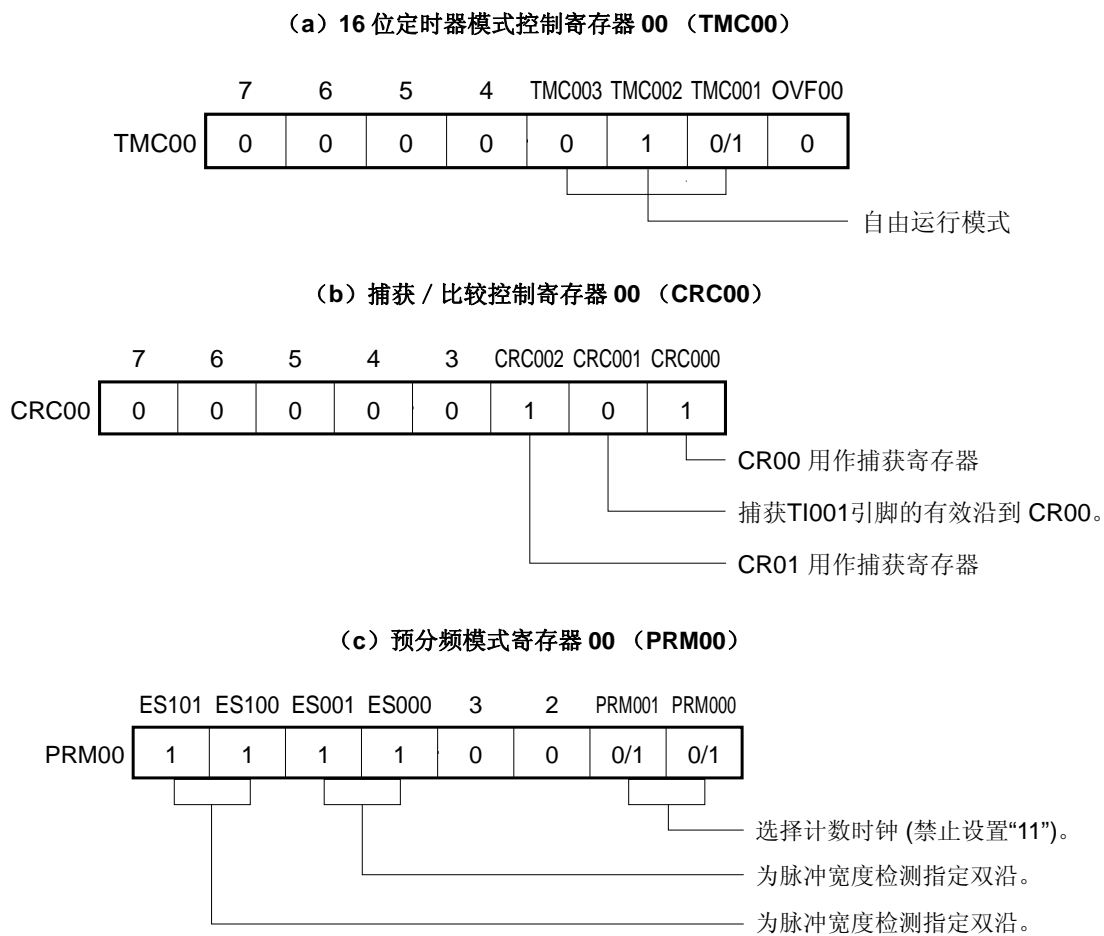 （a）16 位定时器模式控制寄存器 00 （TMC00）
7 6 5 4 TMC003 TMC002 TMC001 OVF00
TMC00 0 0 0 0 0 1 0/1 0
自由运行模式
（b）捕获 / 比较控制寄存器 00 （CRC00）
7 6 5 4 3 CRC002 CRC001 CRC000
CRC00 0 0 0 0 0 1 0 1
CR00 用作捕获寄存器
捕获TI001引脚的有效沿到 CR00。
CR01 用作捕获寄存器
（c）预分频模式寄存器 00 （PRM00）
ES101 ES100 ES001 ES000 3 2 PRM001 PRM000
PRM00 1 1 1 1 0 0 0/1 0/1
选择计数时钟 (禁止设置“11”)。
为脉冲宽度检测指定双沿。
为脉冲宽度检测指定双沿。